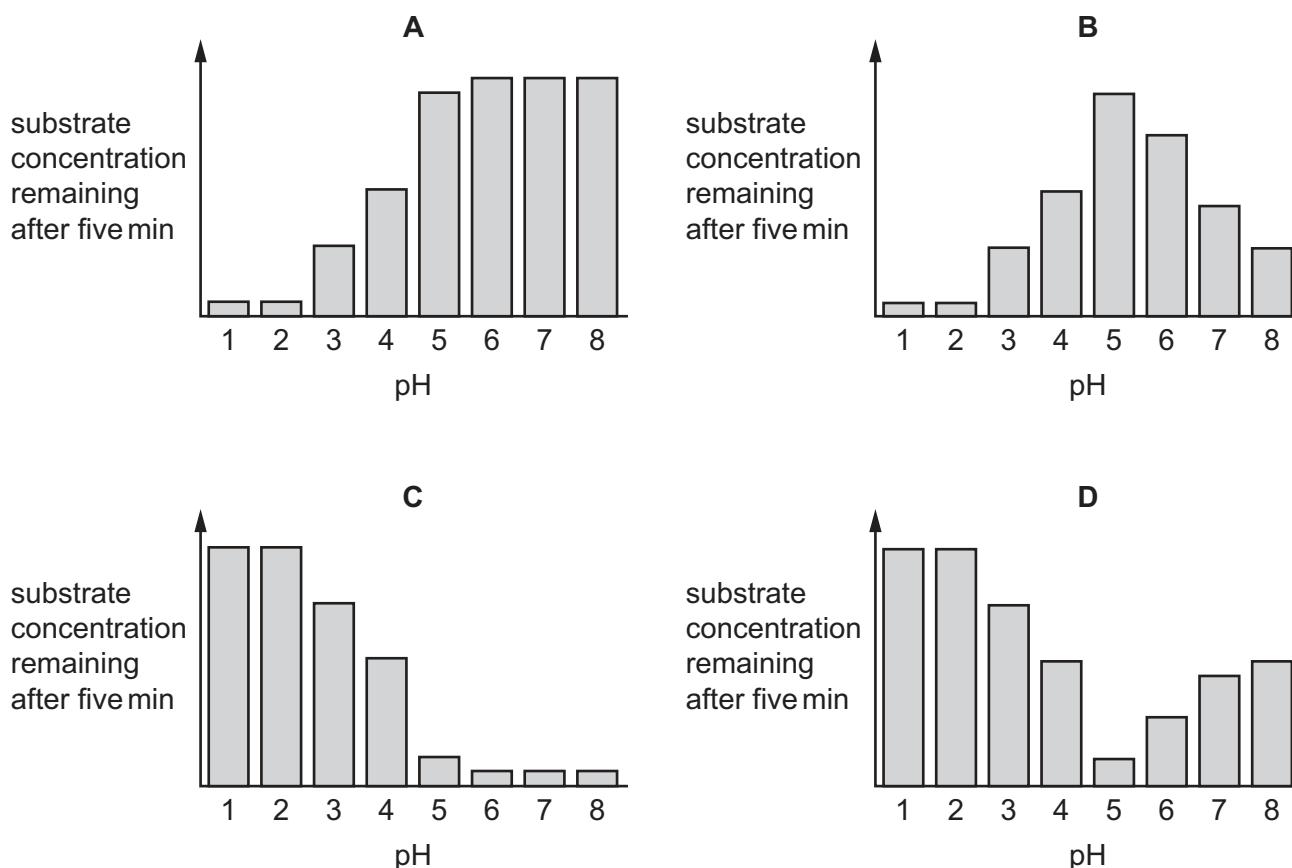 A
substrate
concentration
remaining
after five min
1 2 3 4 5 6 7 8
pH
B
substrate
concentration
remaining
after five min
1 2 3 4 5 6 7 8
pH
C
substrate
concentration
remaining
after five min
1 2 3 4 5 6 7 8
pH
D
substrate
concentration
remaining
after five min
1 2 3 4 5 6 7 8
pH